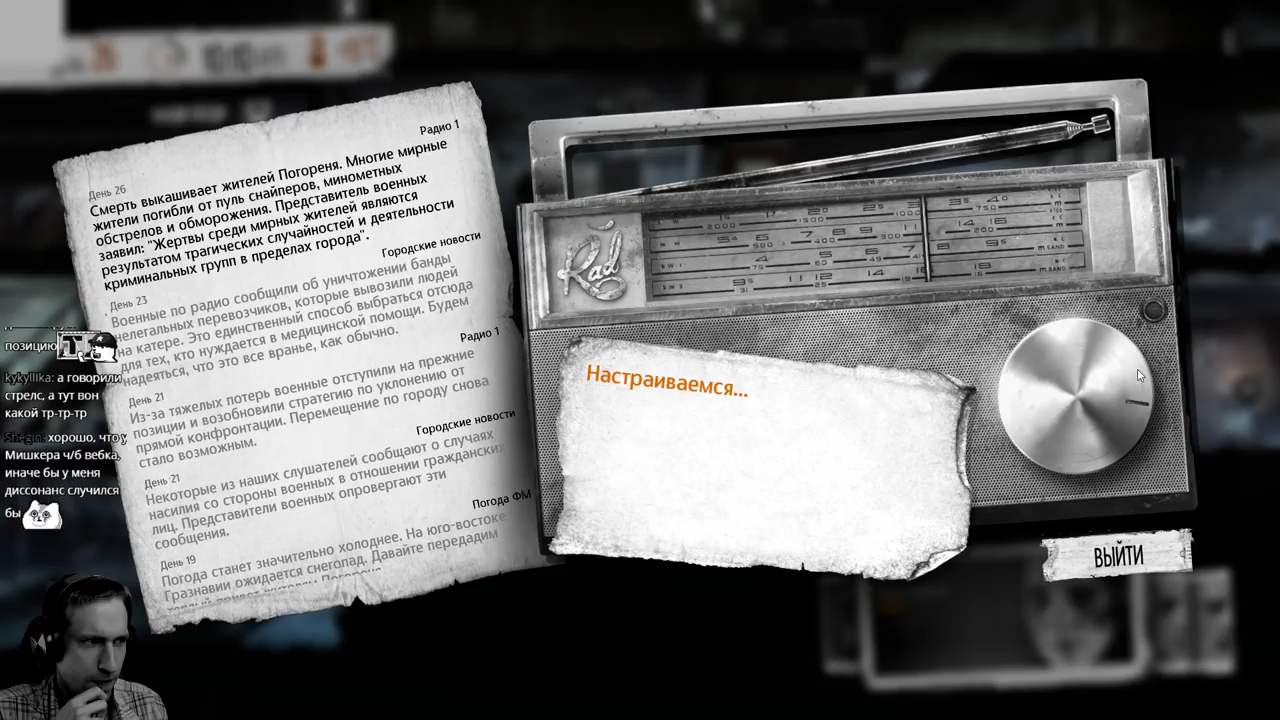 Радио 1
День 26
Смерть выкашивает жителей Погореня. Многие мирные
жители погибли от пуль снайперов, минометных
обстрелов и обморожения. Представитель военных
заявил: "Жертвы среди мирных жителей являются
результатом трагических случайностей и деятельности
криминальных групп в пределах города".
Городские новости
День 23
Военные по радио сообщили об уничтожении банды
нелегальных перевозчиков, которые вывозили людей
на катере. Это единственный способ выбраться отсюда
для тех, кто нуждается в медицинской помощи. Будем
надеяться, что это все вранье, как обычно.
Радио 1
День 21
Из-за тяжелых потерь военные отступили на прежние
позиции и возобновили стратегию по уклонению от
прямой конфронтации. Перемещение по городу снова
стало возможным.
Городские новости
День 21
Некоторые из наших слушателей сообщают о случаях
насилия со стороны военных в отношении гражданских
лиц. Представители военных опровергают эти
сообщения.
Погода ФМ
День 19
Погода станет значительно холоднее. На юго-востоке
Гразнавии ожидается снегопад. Давайте передадим
теплый привет жителям Погореня
позицию
kykyllka: а говорили
стрелс, а тут вон
какой тр-тр-тр
Shegin: хорошо, что у
Мишкера ч/б вебка,
иначе бы у меня
диссонанс случился
бы
Rad
Настраиваемся...
ВЫЙТИ